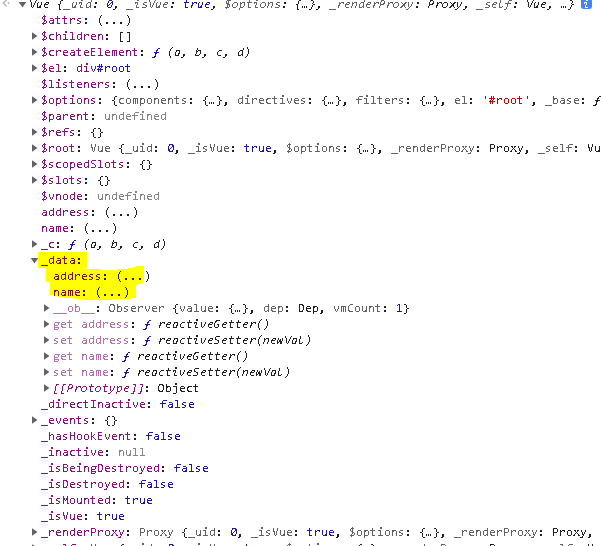 Vue {_uid: 0, _isVue: true, $options: {…}, _renderProxy: Proxy, _self: Vue, …}
$attrs: (...)
$children: []
$createElement: ƒ (a, b, c, d)
$el: div#root
$listeners: (...)
$options: {components: {…}, directives: {…}, filters: {…}, el: '#root', _base: ƒ
$parent: undefined
$refs: {}
$root: Vue {_uid: 0, _isVue: true, $options: {…}, _renderProxy: Proxy, _self: Vu
$scopedSlots: {}
$slots: {}
$vnode: undefined
address: (...)
name: (...)
_c: ƒ (a, b, c, d)
_data:
address: (...)
name: (...)
__ob__: Observer {value: {…}, dep: Dep, vmCount: 1}
get address: ƒ reactiveGetter()
set address: ƒ reactiveSetter(newVal)
get name: ƒ reactiveGetter()
set name: ƒ reactiveSetter(newVal)
[[Prototype]]: Object
_directInactive: false
_events: {}
_hasHookEvent: false
_inactive: null
_isBeingDestroyed: false
_isDestroyed: false
_isMounted: true
_isVue: true
_renderProxy: Proxy {_uid: 0, _isVue: true, $options: {…}, _renderProxy: Proxy,